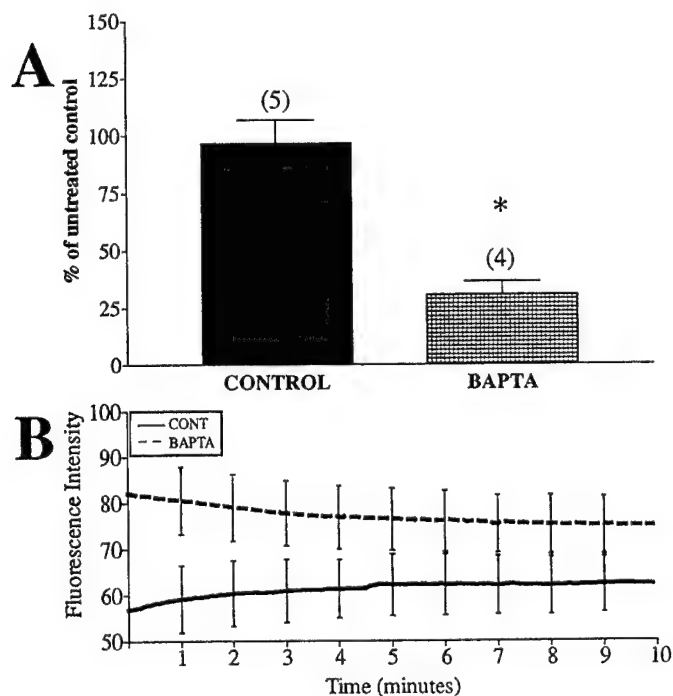 A
% of untreated control
150
125
100
75
50
25
0
(5)
*
(4)
CONTROL
BAPTA
B
Fluorescence Intensity
100
90
80
70
60
50
CONT
BAPTA
1 2 3 4 5 6 7 8 9 10
Time (minutes)